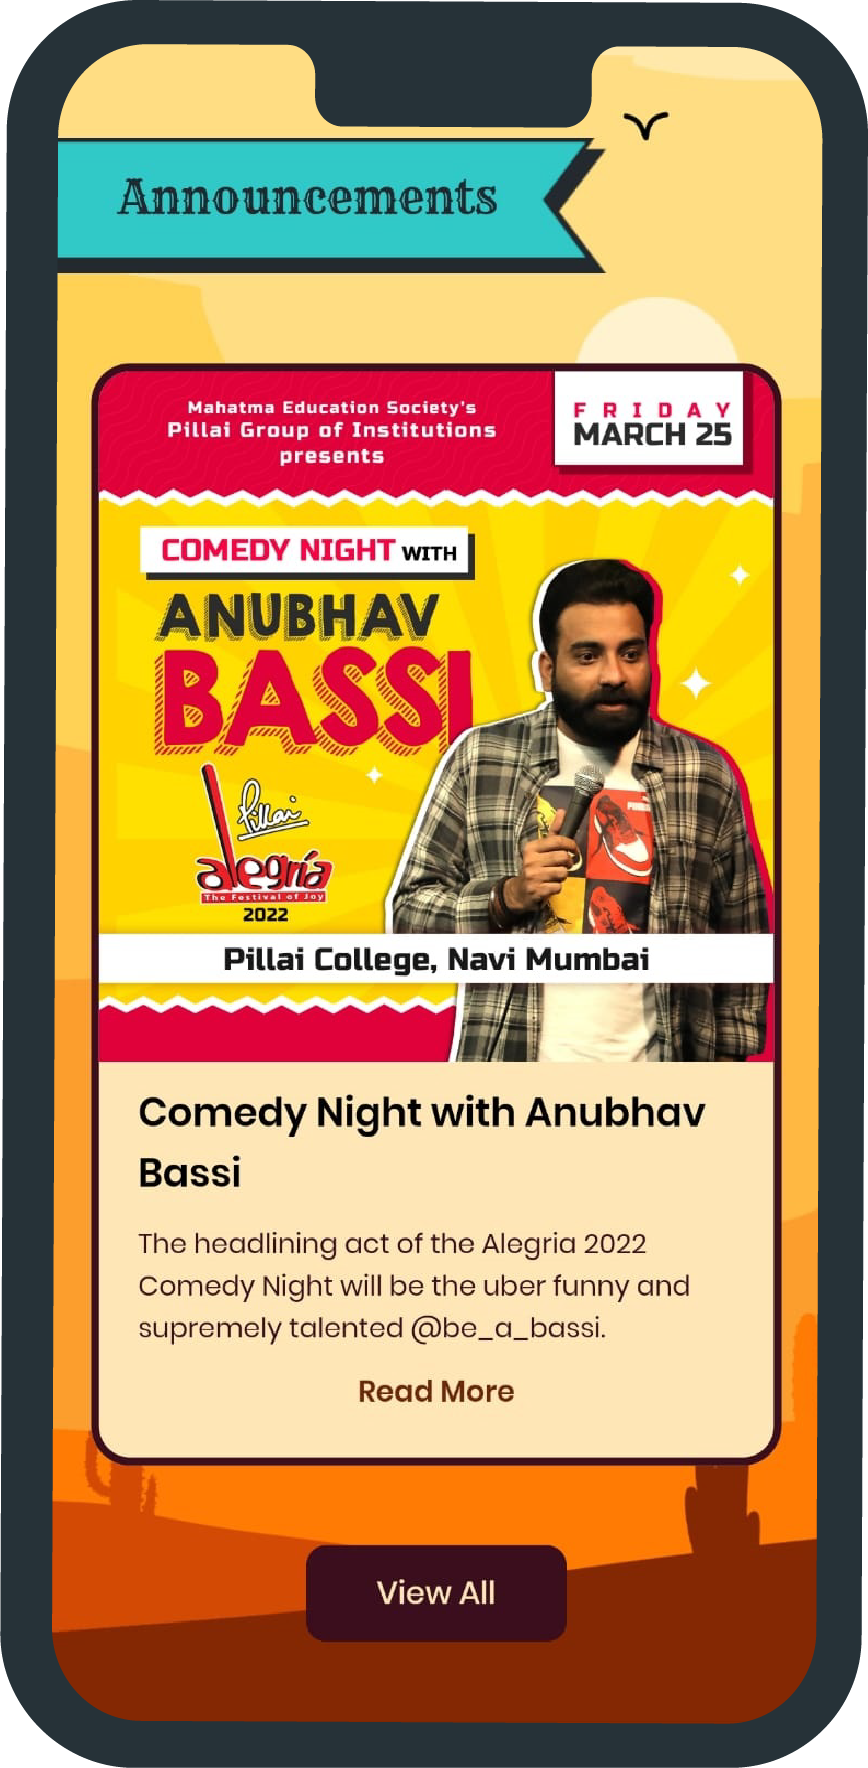 Announcements
Mahatma Education Society's
Pillai Group of Institutions
presents
FRIDAY
MARCH 25
COMEDY NIGHT WITH
ANUBHAV
BASSI
Pillai
alegría
The Festival of Joy
2022
Pillai College, Navi Mumbai
Comedy Night with Anubhav
Bassi
The headlining act of the Alegria 2022
Comedy Night will be the uber funny and
supremely talented @be_a_bassi.
Read More
View All